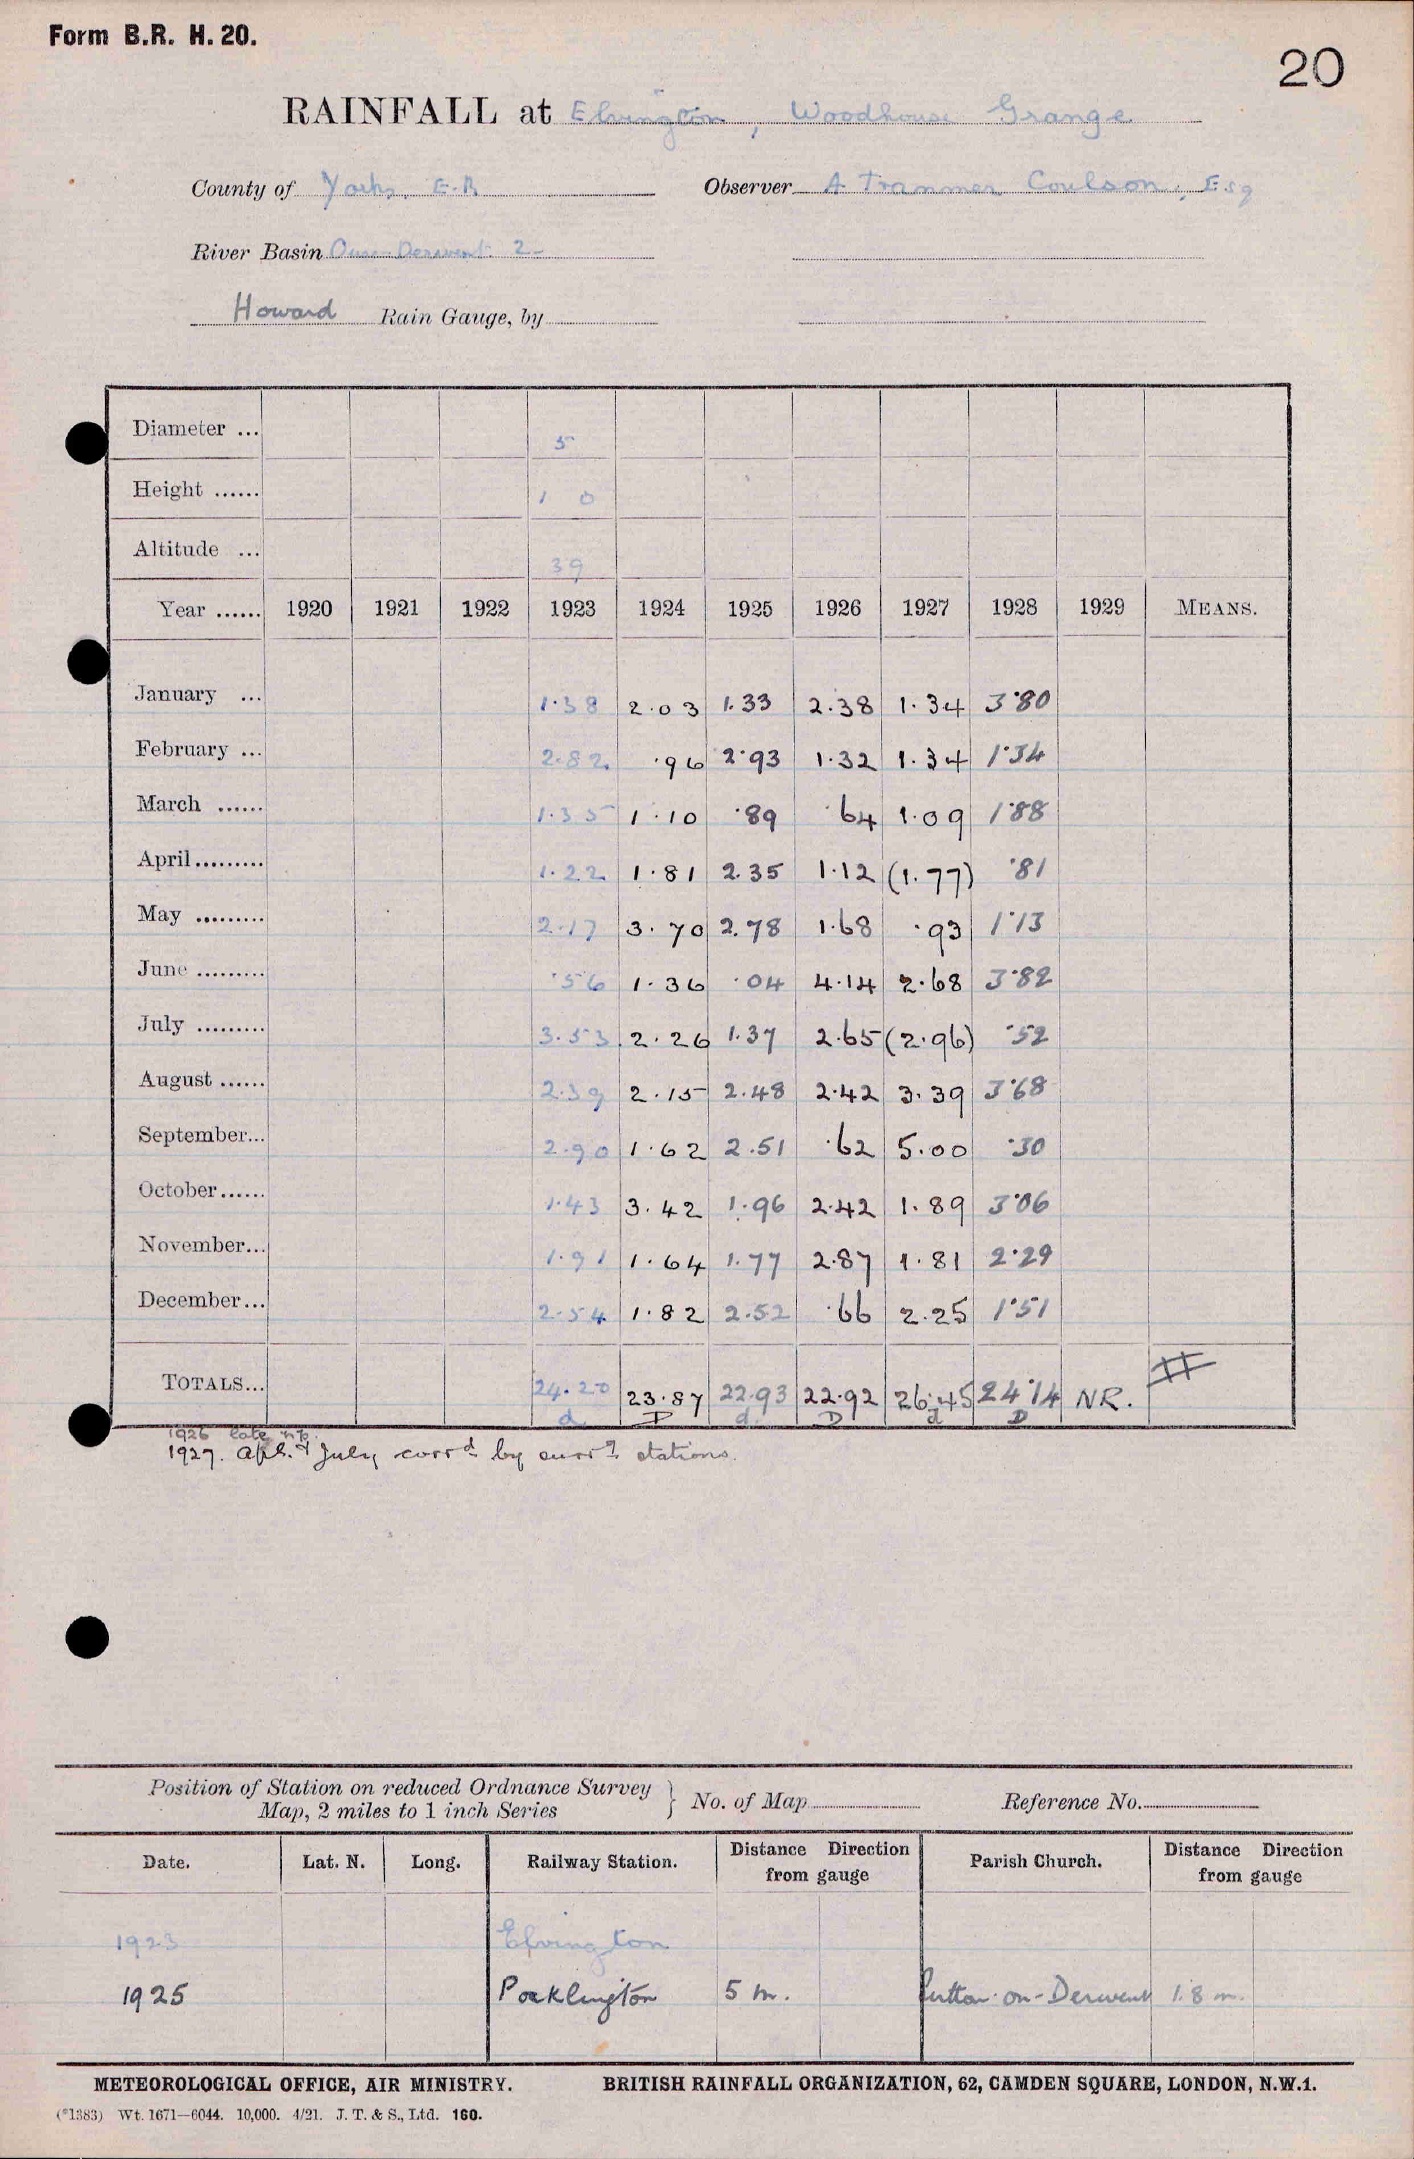 Form B.R. H. 20.
20
RAINFALL at Elvington, Woodhouse Grange
County of Yorks, E.R Observer A Tranmer Coulson, Esq
River Basin Ouse-Derwent 2
Howard Rain Gauge, by
Diameter ... 5
Height ...... 1 0
Altitude ... 39
Year ...... 1920 1921 1922 1923 1924 1925 1926 1927 1928 1929 MEANS.
January ... 1.38 2.03 1.33 2.38 1.34 3.80
February ... 2.82 .96 2.93 1.32 1.34 1.34
March ...... 1.35 1.10 .89 .64 1.09 1.88
April......... 1.22 1.81 2.35 1.12 (1.77) .81
May ......... 2.17 3.70 2.78 1.68 .93 1.13
June ......... .56 1.36 .04 4.14 2.68 3.82
July ......... 3.53 2.26 1.37 2.65 (2.96) .52
August ...... 2.39 2.15 2.48 2.42 3.39 3.68
September... 2.90 1.62 2.51 .62 5.00 .30
October...... 1.43 3.42 1.96 2.42 1.89 3.06
November... 1.91 1.64 1.77 2.87 1.81 2.29
December... 2.54 1.82 2.52 .66 2.25 1.51
TOTALS... 24.20 23.87 22.93 22.92 26.45 24.14 NR. #
d D d. D d D
1926 late
1927. Apl. & July corrd by surrg stations.
Position of Station on reduced Ordnance Survey
Map, 2 miles to 1 inch Series } No. of Map Reference No.
Date. Lat. N. Long. Railway Station. Distance Direction from gauge Parish Church. Distance Direction from gauge
1923 Elvington
1925 Pocklington 5 m. Sutton-on-Derwent 1.8 m.
METEOROLOGICAL OFFICE, AIR MINISTRY. BRITISH RAINFALL ORGANIZATION, 62, CAMDEN SQUARE, LONDON, N.W.1.
(*1383) Wt. 1671—6044. 10,000. 4/21. J. T. & S., Ltd. 160.